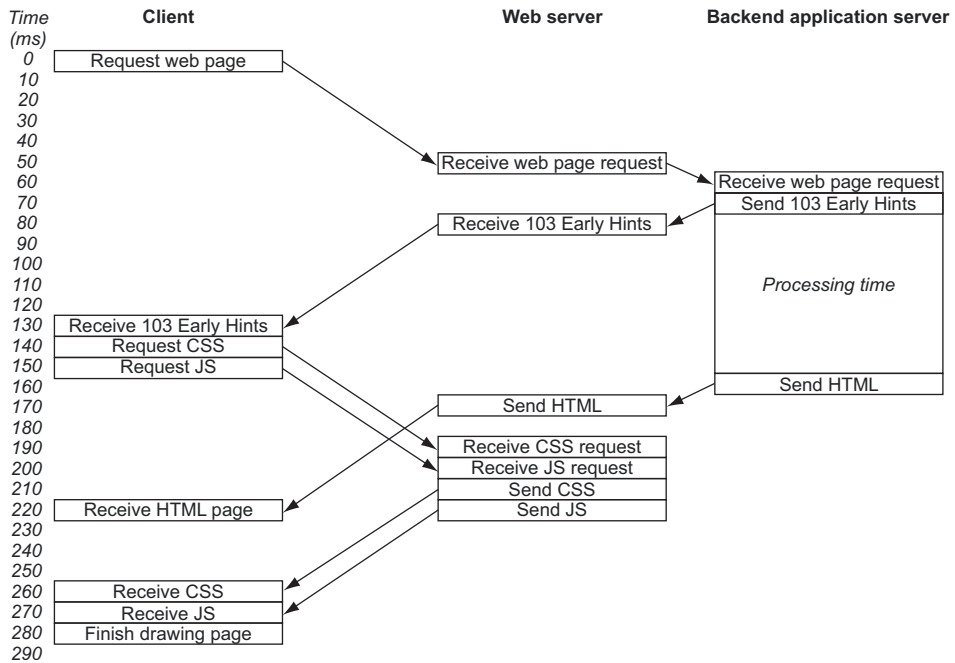 Time
(ms)
Client
Web server
Backend application server
0
Request web page
10
20
30
40
50
Receive web page request
60
Receive web page request
70
Send 103 Early Hints
80
Receive 103 Early Hints
90
100
110
Processing time
120
130
Receive 103 Early Hints
140
Request CSS
150
Request JS
160
Send HTML
170
Send HTML
180
190
Receive CSS request
200
Receive JS request
210
Send CSS
220
Receive HTML page
Send JS
230
240
250
260
Receive CSS
270
Receive JS
280
Finish drawing page
290